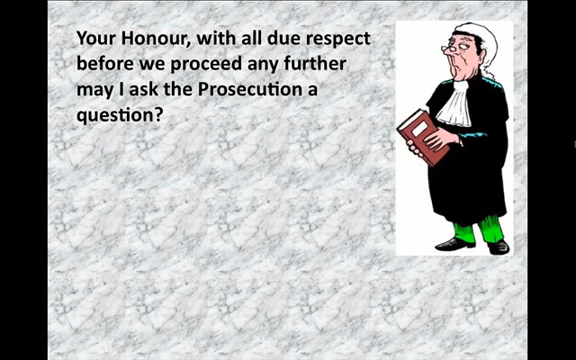 Your Honour, with all due respect
before we proceed any further
may I ask the Prosecution a
question?